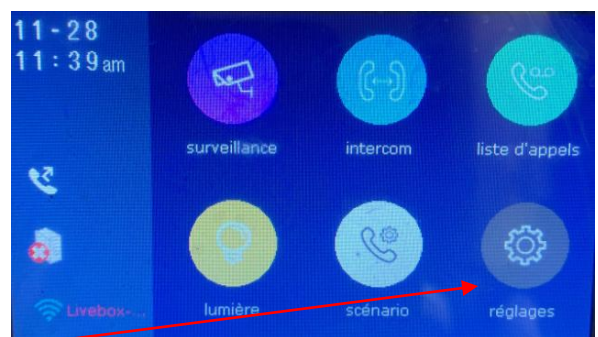 11-28
11:39am
surveillance
intercom
liste d'appels
Livebox-...
lumière
scénario
réglages